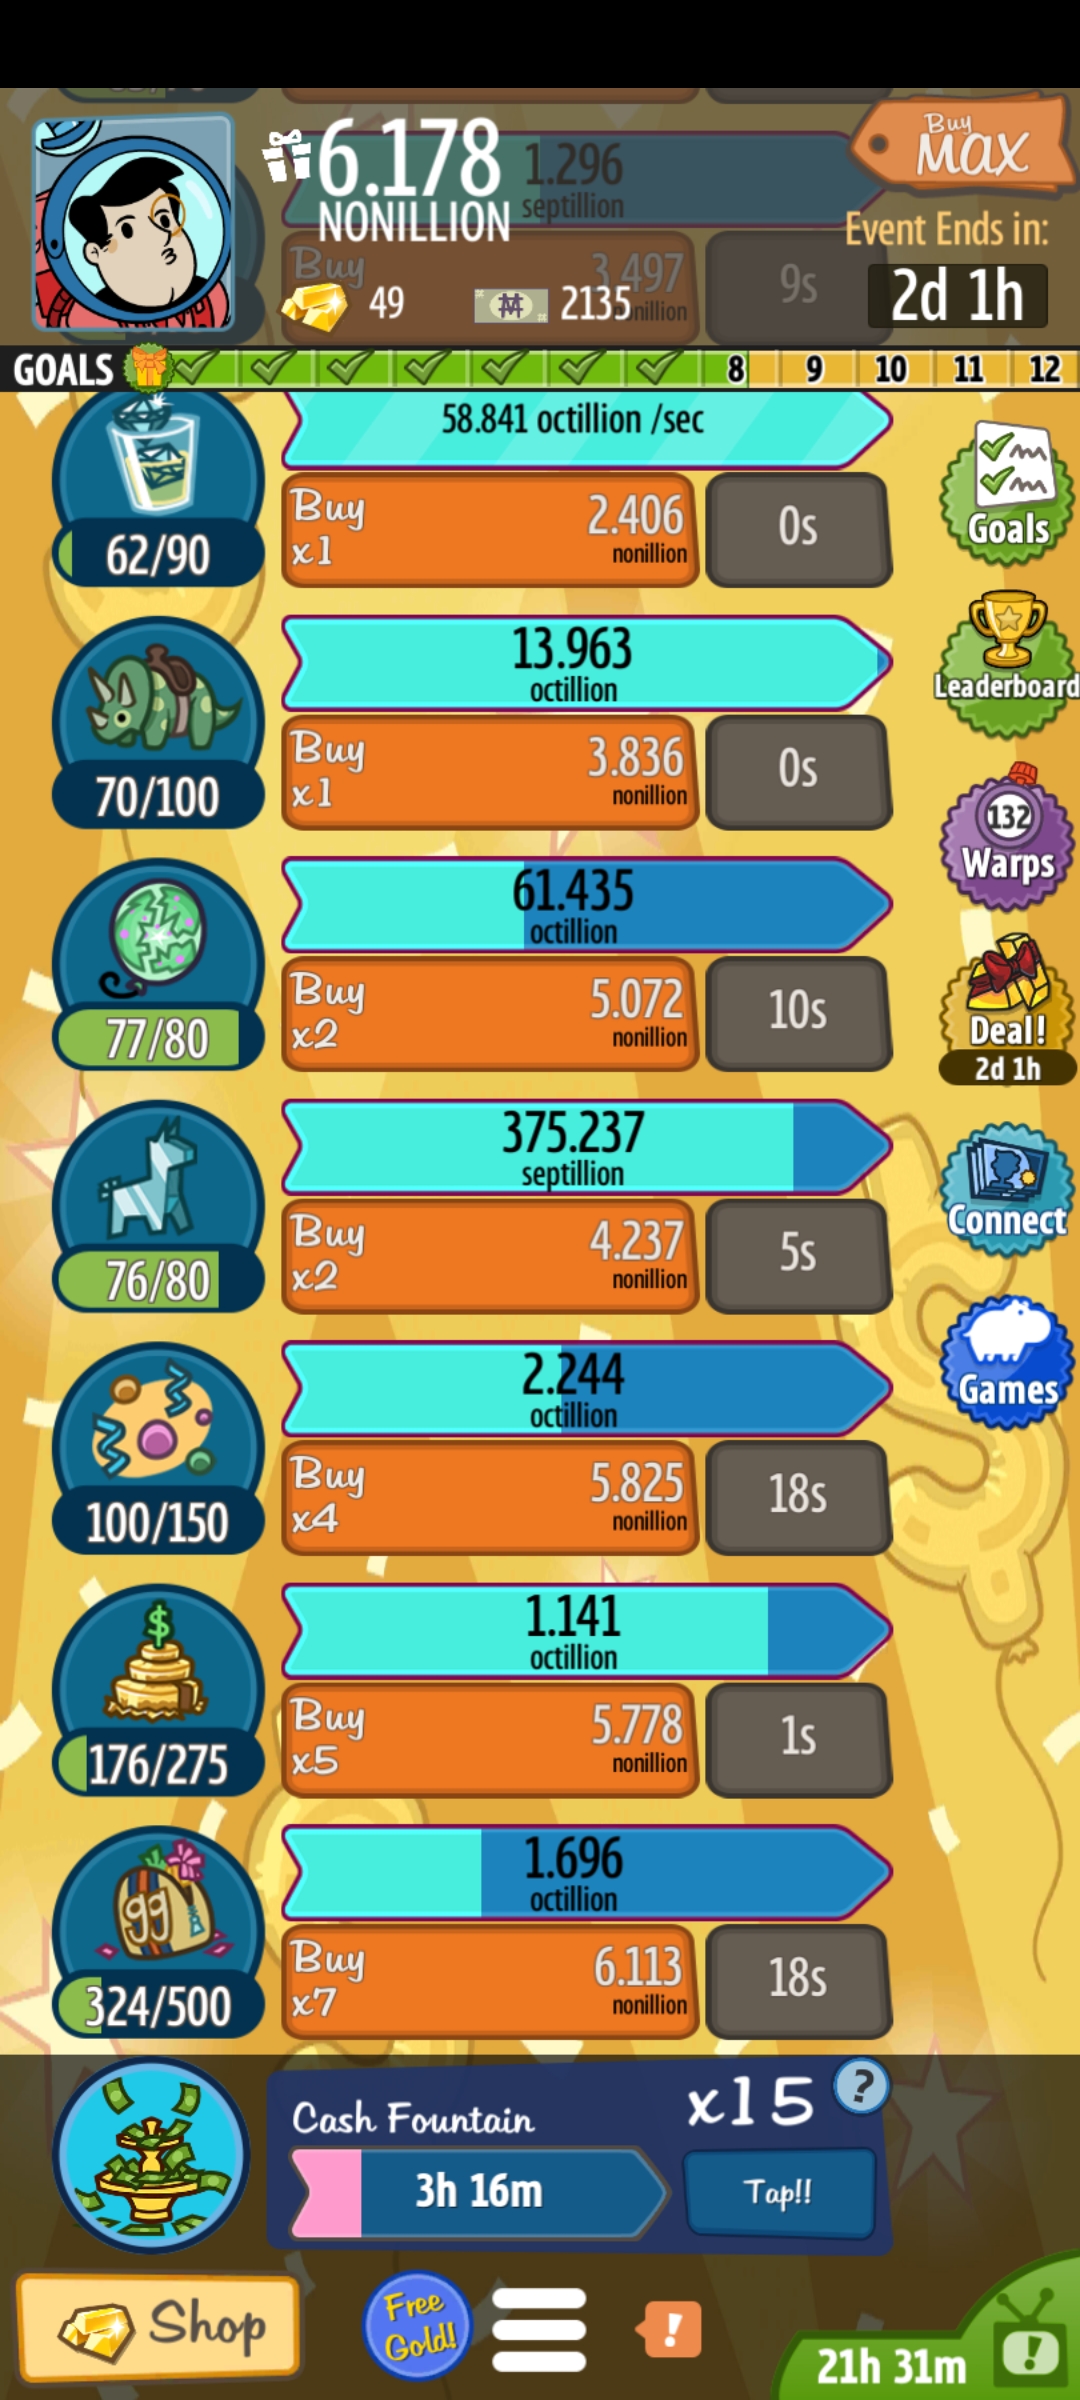 6.178
NONILLION
1.296
septillion
Buy
MAX
Event Ends in:
2d 1h
Buy
3.497
9s
49
2135
GOALS
8
9
10
11
12
58.841 octillion /sec
62/90
Buy
x1
2.406
nonillion
0s
Goals
13.963
octillion
70/100
Buy
x1
3.836
nonillion
0s
Leaderboard
132
Warps
61.435
octillion
77/80
Buy
x2
5.072
nonillion
10s
Deal!
2d 1h
375.237
septillion
76/80
Buy
x2
4.237
nonillion
5s
Connect
2.244
octillion
100/150
Buy
x4
5.825
nonillion
18s
Games
$
1.141
octillion
176/275
Buy
x5
5.778
nonillion
1s
gg
1.696
octillion
324/500
Buy
x7
6.113
nonillion
18s
Cash Fountain
x15
?
3h 16m
Tap!!
Shop
Free
Gold!
!
!
21h 31m